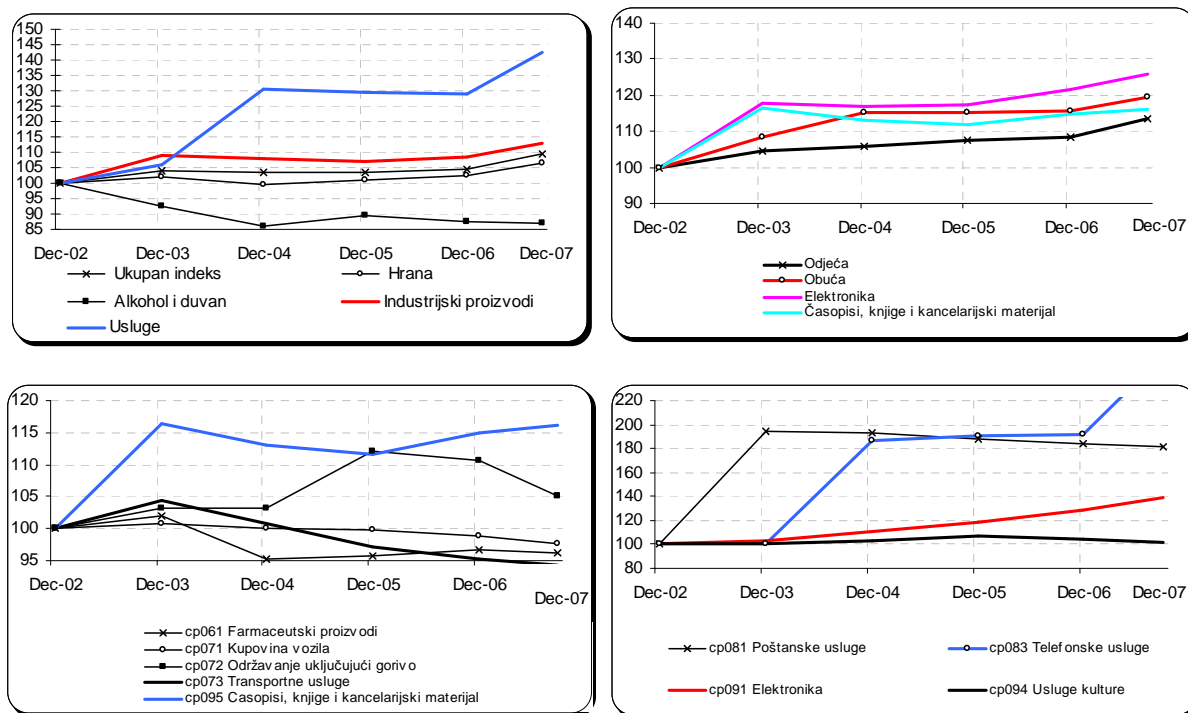 150
145
140
135
130
125
120
115
110
105
100
95
90
85
Dec-02 Dec-03 Dec-04 Dec-05 Dec-06 Dec-07
Ukupan indeks Hrana
Alkohol i duvan Industrijski proizvodi
Usluge
140
130
120
110
100
90
Dec-02 Dec-03 Dec-04 Dec-05 Dec-06 Dec-07
Odjeća
Obuća
Elektronika
Časopisi, knjige i kancelarijski materijal
120
115
110
105
100
95
Dec-02 Dec-03 Dec-04 Dec-05 Dec-06 Dec-07
cp061 Farmaceutski proizvodi
cp071 Kupovina vozila
cp072 Održavanje uključujući gorivo
cp073 Transportne usluge
cp095 Casopisi, knjige i kancelarijski materijal
220
200
180
160
140
120
100
80
Dec-02 Dec-03 Dec-04 Dec-05 Dec-06 Dec-07
cp081 Poštanske usluge cp083 Telefonske usluge
cp091 Elektronika cp094 Usluge kulture